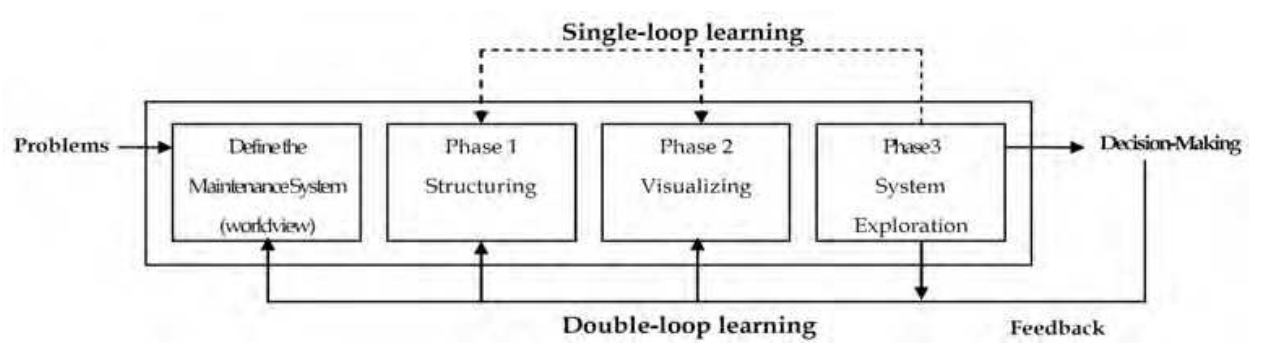 Single-loop learning
Problems
Define the
Maintenance System
(worldview)
Phase 1
Structuring
Phase 2
Visualizing
Phase3
System
Exploration
Decision-Making
Double-loop learning
Feedback